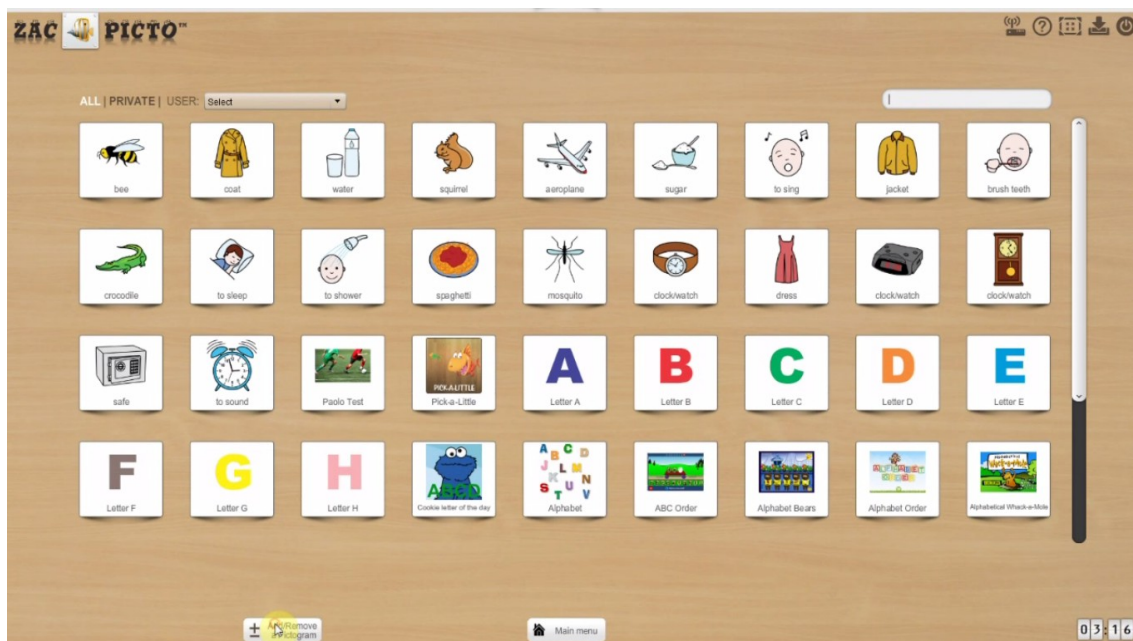 ZAC PICTO™
ALL | PRIVATE | USER: Select
bee
coat
water
squirrel
aeroplane
sugar
to sing
jacket
brush teeth
crocodile
to sleep
to shower
spaghetti
mosquito
clock/watch
dress
clock/watch
clock/watch
safe
to sound
Paolo Test
PICK-A-LITTLE
Pick-a-Little
A
Letter A
B
Letter B
C
Letter C
D
Letter D
E
Letter E
F
Letter F
G
Letter G
H
Letter H
ABCD
Cookie letter of the day
A B C D
J L M
K N
S U
T V
Alphabet
ABC Order
Alphabet Bears
Alphabet Order
Alphabetical Whack-a-Mole
Add/Remove
a Pictogram
Main menu
03:16